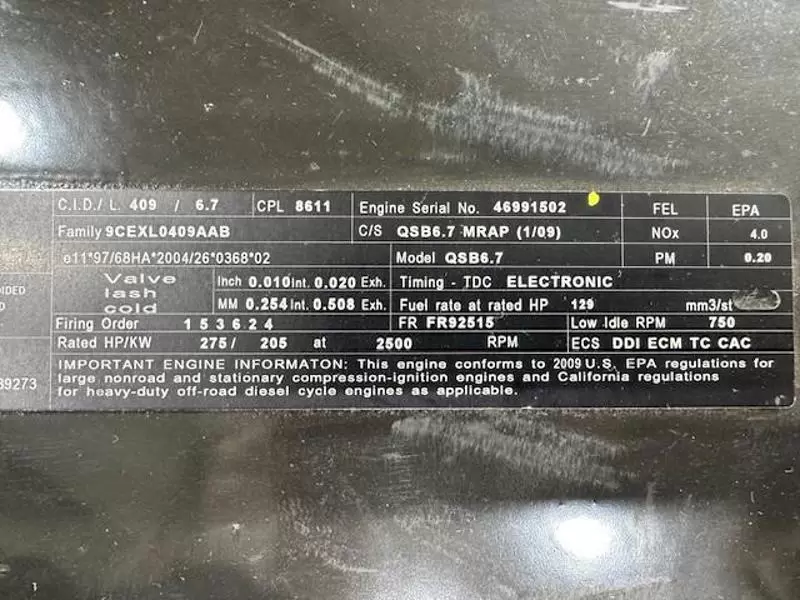 C.I.D./ L. 409 / 6.7 CPL 8611 Engine Serial No. 46991502 FEL EPA
Family 9CEXL0409AAB C/S QSB6.7 MRAP (1/09) NOx 4.0
e11*97/68HA*2004/26*0368*02 Model QSB6.7 PM 0.20
Valve lash cold Inch 0.010 Int. 0.020 Exh. Timing - TDC ELECTRONIC
MM 0.254 Int. 0.508 Exh. Fuel rate at rated HP 129 mm3/st
Firing Order 1 5 3 6 2 4 FR FR92515 Low Idle RPM 750
Rated HP/KW 275/ 205 at 2500 RPM ECS DDI ECM TC CAC
IMPORTANT ENGINE INFORMATON: This engine conforms to 2009 U.S. EPA regulations for
large nonroad and stationary compression-ignition engines and California regulations
for heavy-duty off-road diesel cycle engines as applicable.